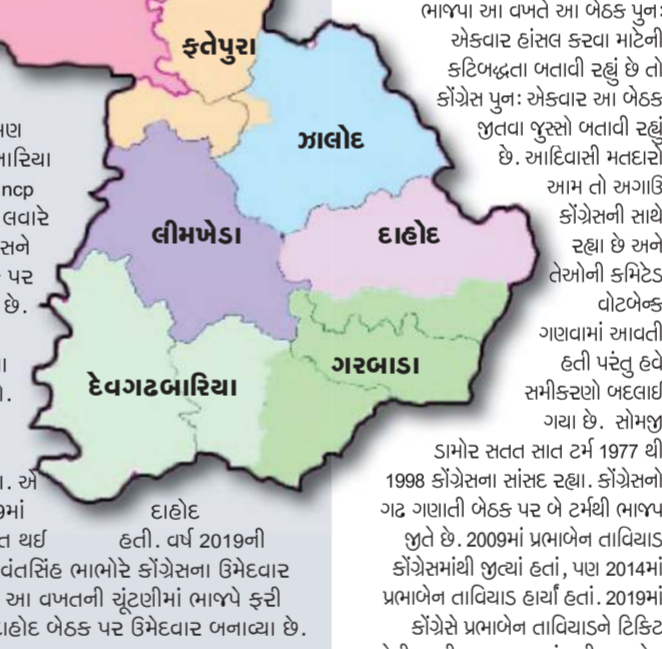 ફતેપુરા
ઝાલોદ
લીમખેડા
દાહોદ
ગરબાડા
દેવગઢબારિયા
ncp
લવારે
પર
છે.
એ
દાહોદ
થઈ હતી. વર્ષ 2019ની
ભાભોરે કોંગ્રેસના ઉમેદવાર
આ વખતની ચૂંટણીમાં ભાજપે ફરી
બેઠક પર ઉમેદવાર બનાવ્યા છે.
ભાજપા આ વખતે આ બેઠક પુનઃ
એકવાર હાંસલ કરવા માટેની
કટિબદ્ધતા બતાવી રહ્યું છે તો
કોંગ્રેસ પુનઃ એકવાર આ બેઠક
જીતવા જુસ્સો બતાવી રહ્યું
છે. આદિવાસી મતદારો
આમ તો અગાઉ
કોંગ્રેસની સાથે
રહ્યા છે અને
તેઓની કમિટેડ
વોટબેન્ક
ગણવામાં આવતી
હતી પરંતુ હવે
સમીકરણો બદલાઈ
ગયા છે. સોમજી
ડામોર સતત સાત ટર્મ 1977 થી
1998 કોંગ્રેસના સાંસદ રહ્યા. કોંગ્રેસનો
ગઢ ગણાતી બેઠક પર બે ટર્મથી ભાજપ
જીતે છે. 2009માં પ્રભાબેન તાવિયાડ
કોંગ્રેસમાંથી જીત્યાં હતાં, પણ 2014માં
પ્રભાબેન તાવિયાડ હાર્યાં હતાં. 2019માં
કોંગ્રેસે પ્રભાબેન તાવિયાડને ટિકિટ